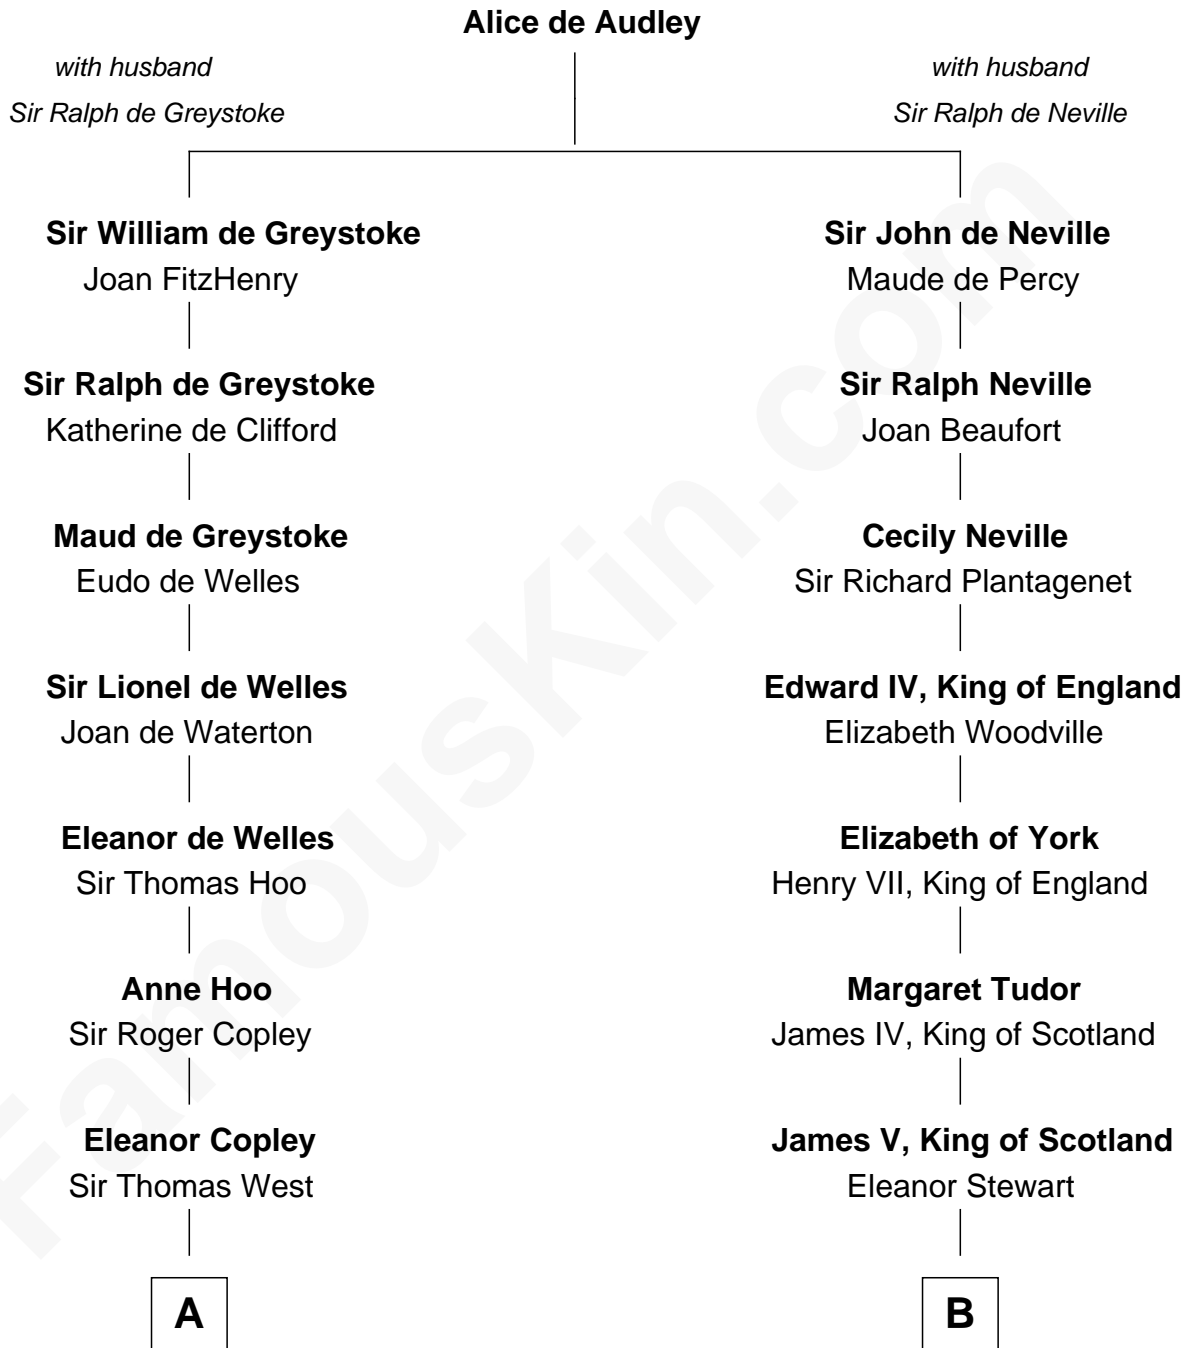 Alice de Audley
with husband
Sir Ralph de Greystoke
with husband
Sir Ralph de Neville
Sir William de Greystoke
Joan FitzHenry
Sir John de Neville
Maude de Percy
Sir Ralph de Greystoke
Katherine de Clifford
Sir Ralph Neville
Joan Beaufort
Maud de Greystoke
Eudo de Welles
Cecily Neville
Sir Richard Plantagenet
Sir Lionel de Welles
Joan de Waterton
Edward IV, King of England
Elizabeth Woodville
Eleanor de Welles
Sir Thomas Hoo
Elizabeth of York
Henry VII, King of England
Anne Hoo
Sir Roger Copley
Margaret Tudor
James IV, King of Scotland
Eleanor Copley
Sir Thomas West
James V, King of Scotland
Eleanor Stewart
A
B
FamousKin.com